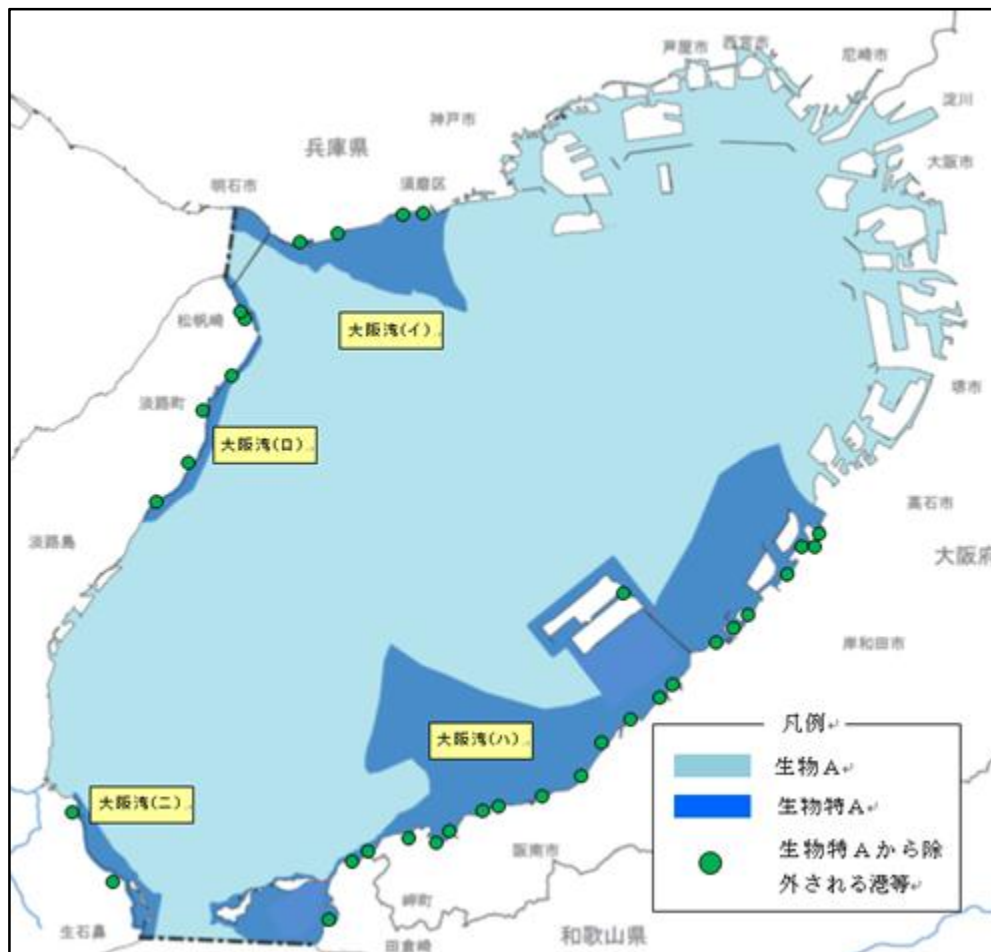 芦屋市
西宮市
尼崎市
淀川
神戸市
兵庫県
大阪市
明石市
須磨区
松帆崎
大阪湾(イ)
堺市
淡路町
大阪湾(ロ)
高石市
淡路島
大阪府
岸和田市
大阪湾(ハ)
凡例
生物A
大阪湾(ニ)
生物特A
生物特Aから除
外される港等
阪南市
岬町
生石鼻
田倉崎
和歌山県